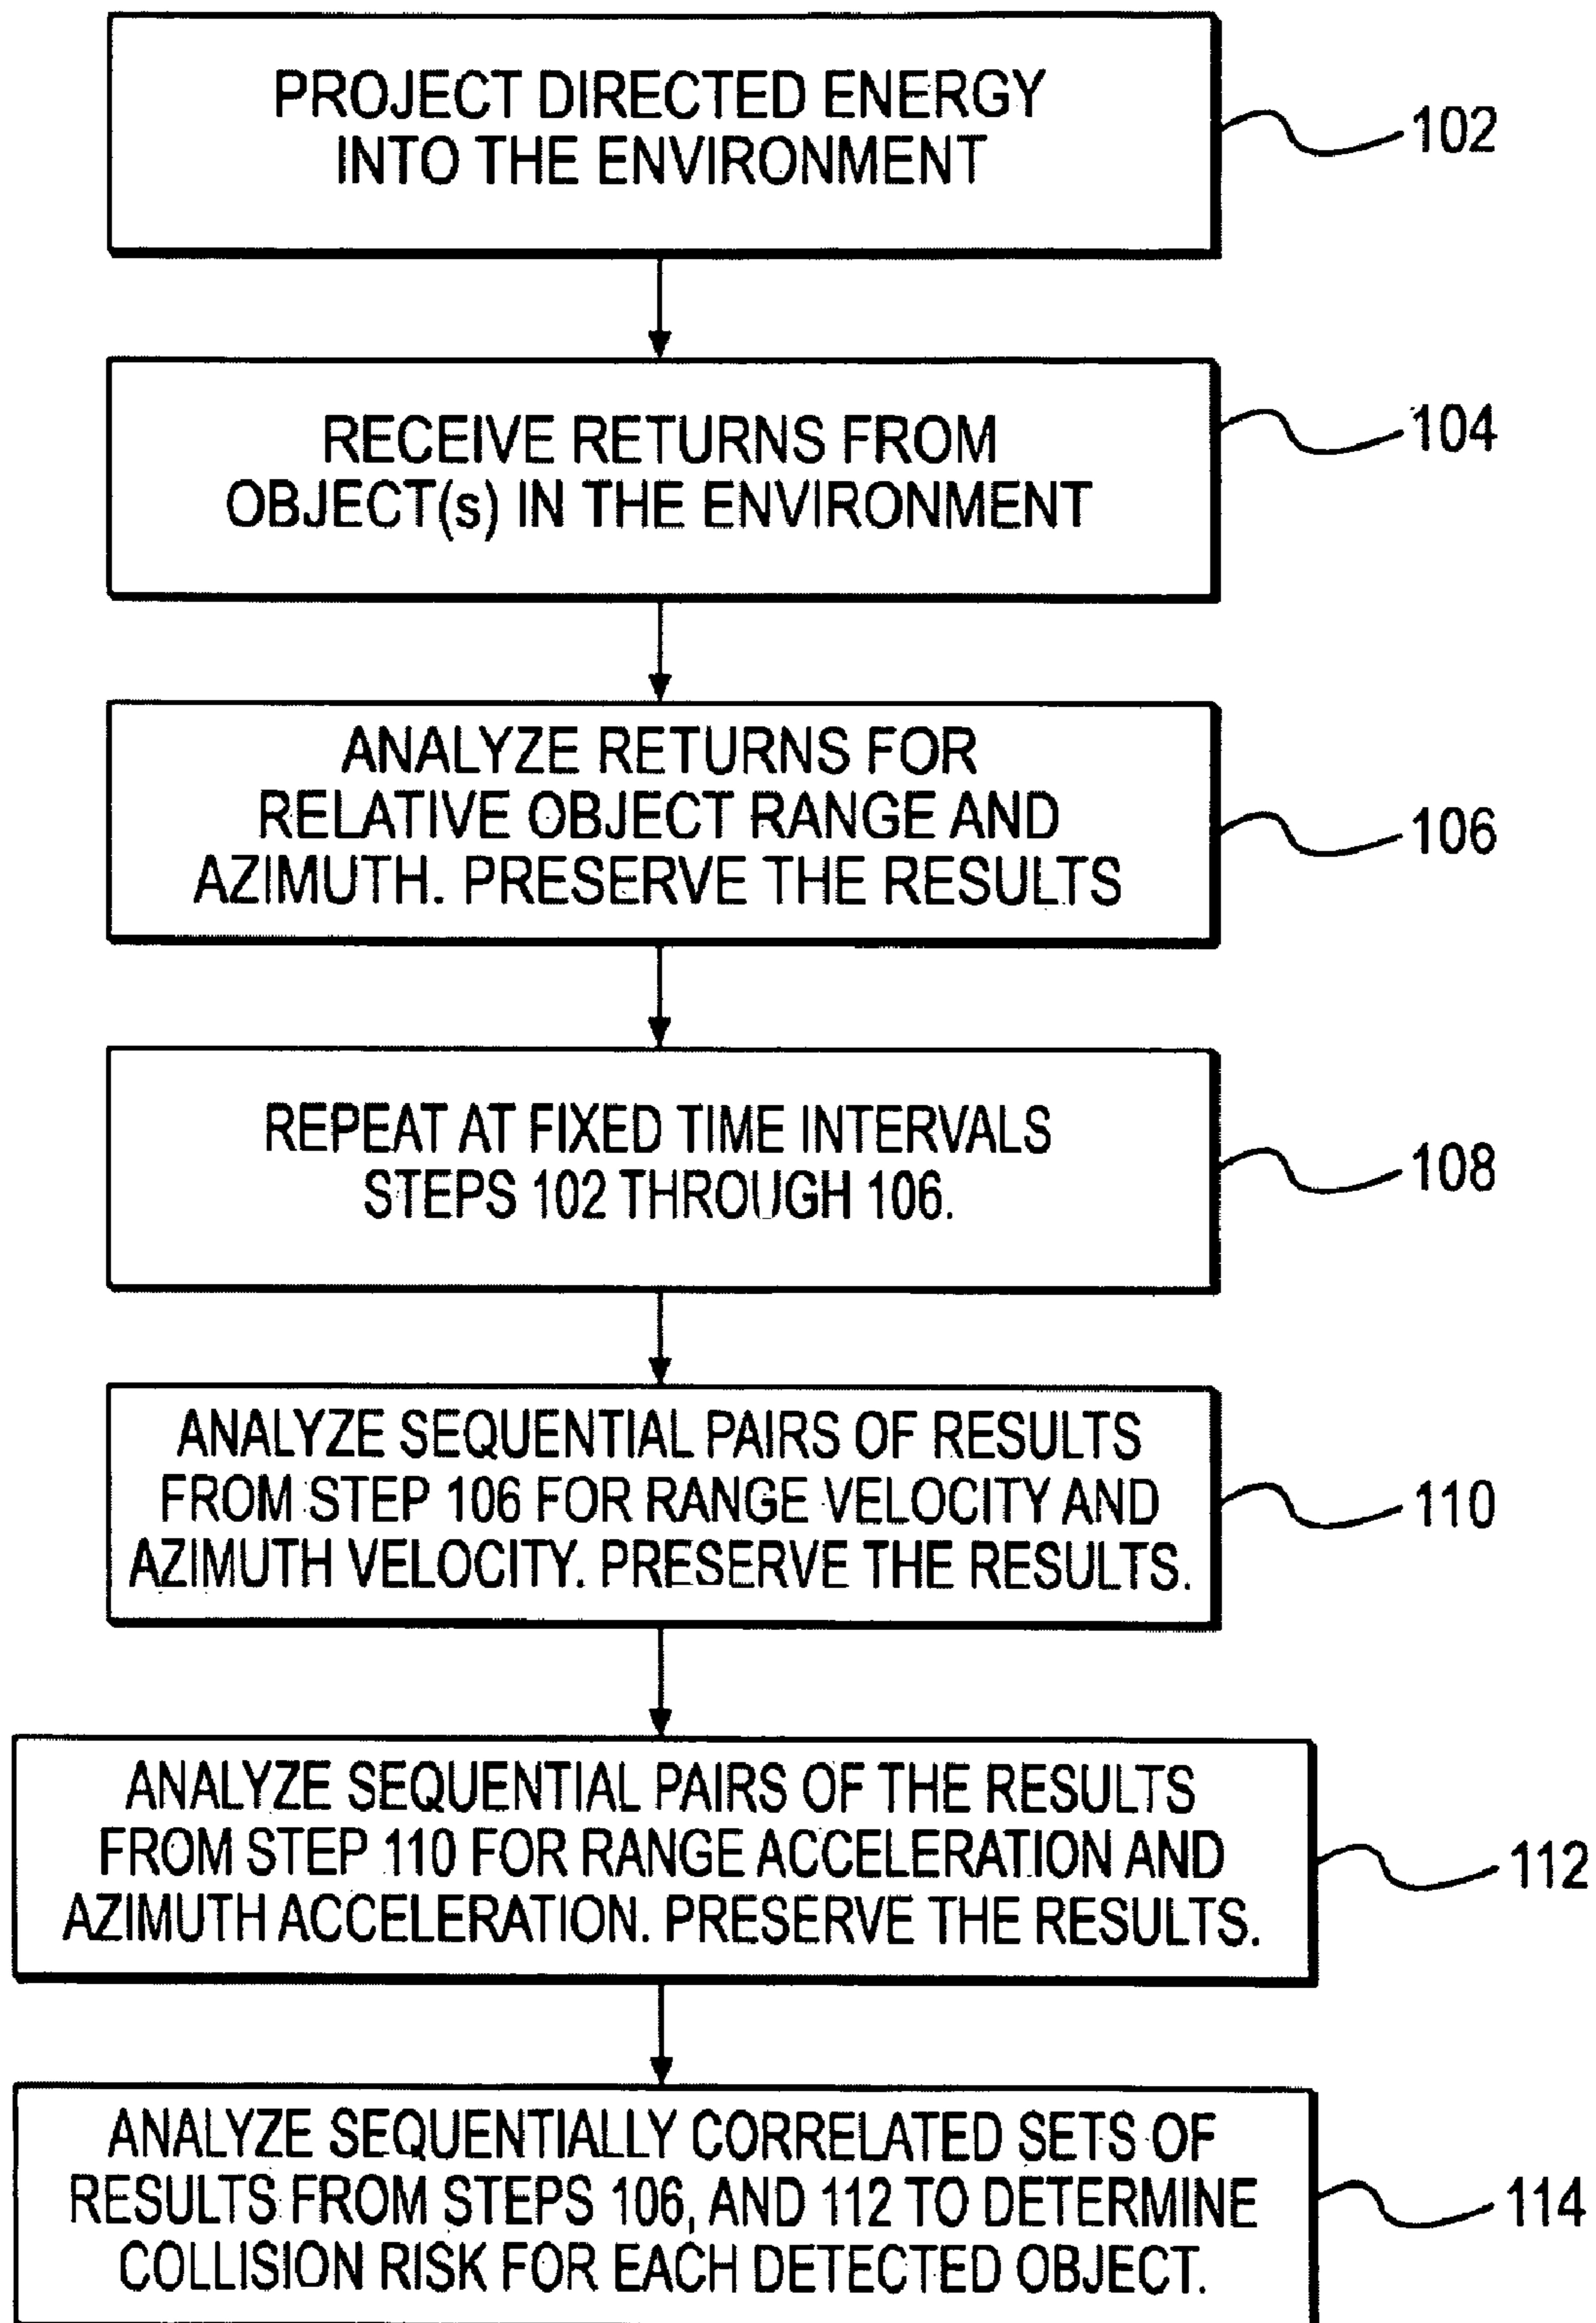 PROJECT DIRECTED ENERGY
INTO THE ENVIRONMENT
102
RECEIVE RETURNS FROM
OBJECT(s) IN THE ENVIRONMENT
104
ANALYZE RETURNS FOR
RELATIVE OBJECT RANGE AND
AZIMUTH. PRESERVE THE RESULTS
106
REPEAT AT FIXED TIME INTERVALS
STEPS 102 THROUGH 106.
108
ANALYZE SEQUENTIAL PAIRS OF RESULTS
FROM STEP 106 FOR RANGE VELOCITY AND
AZIMUTH VELOCITY. PRESERVE THE RESULTS.
110
ANALYZE SEQUENTIAL PAIRS OF THE RESULTS
FROM STEP 110 FOR RANGE ACCELERATION AND
AZIMUTH ACCELERATION. PRESERVE THE RESULTS.
112
ANALYZE SEQUENTIALLY CORRELATED SETS OF
RESULTS FROM STEPS 106, AND 112 TO DETERMINE
COLLISION RISK FOR EACH DETECTED OBJECT.
114